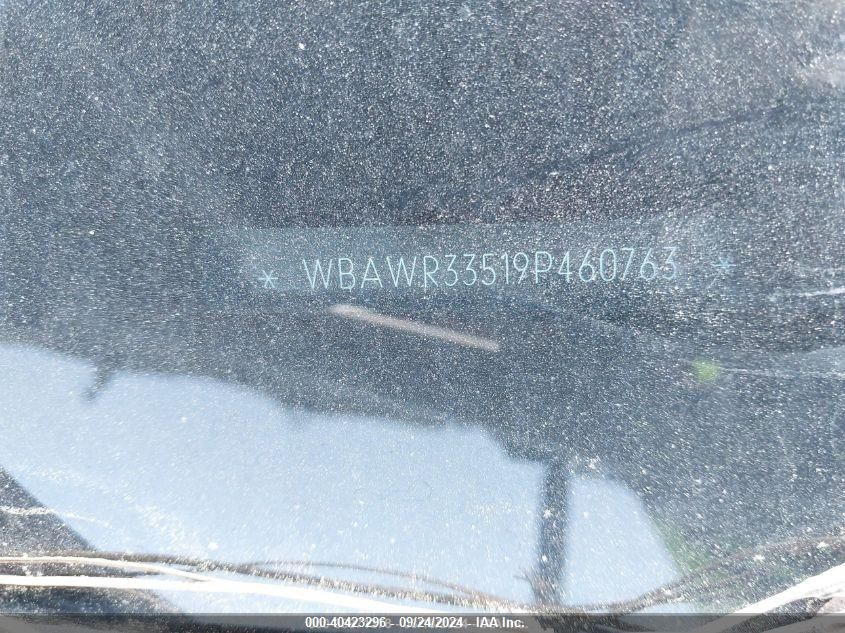 * WBAWR33519P460763 *
000-40423296 - 09/24/2024 - IAA Inc.